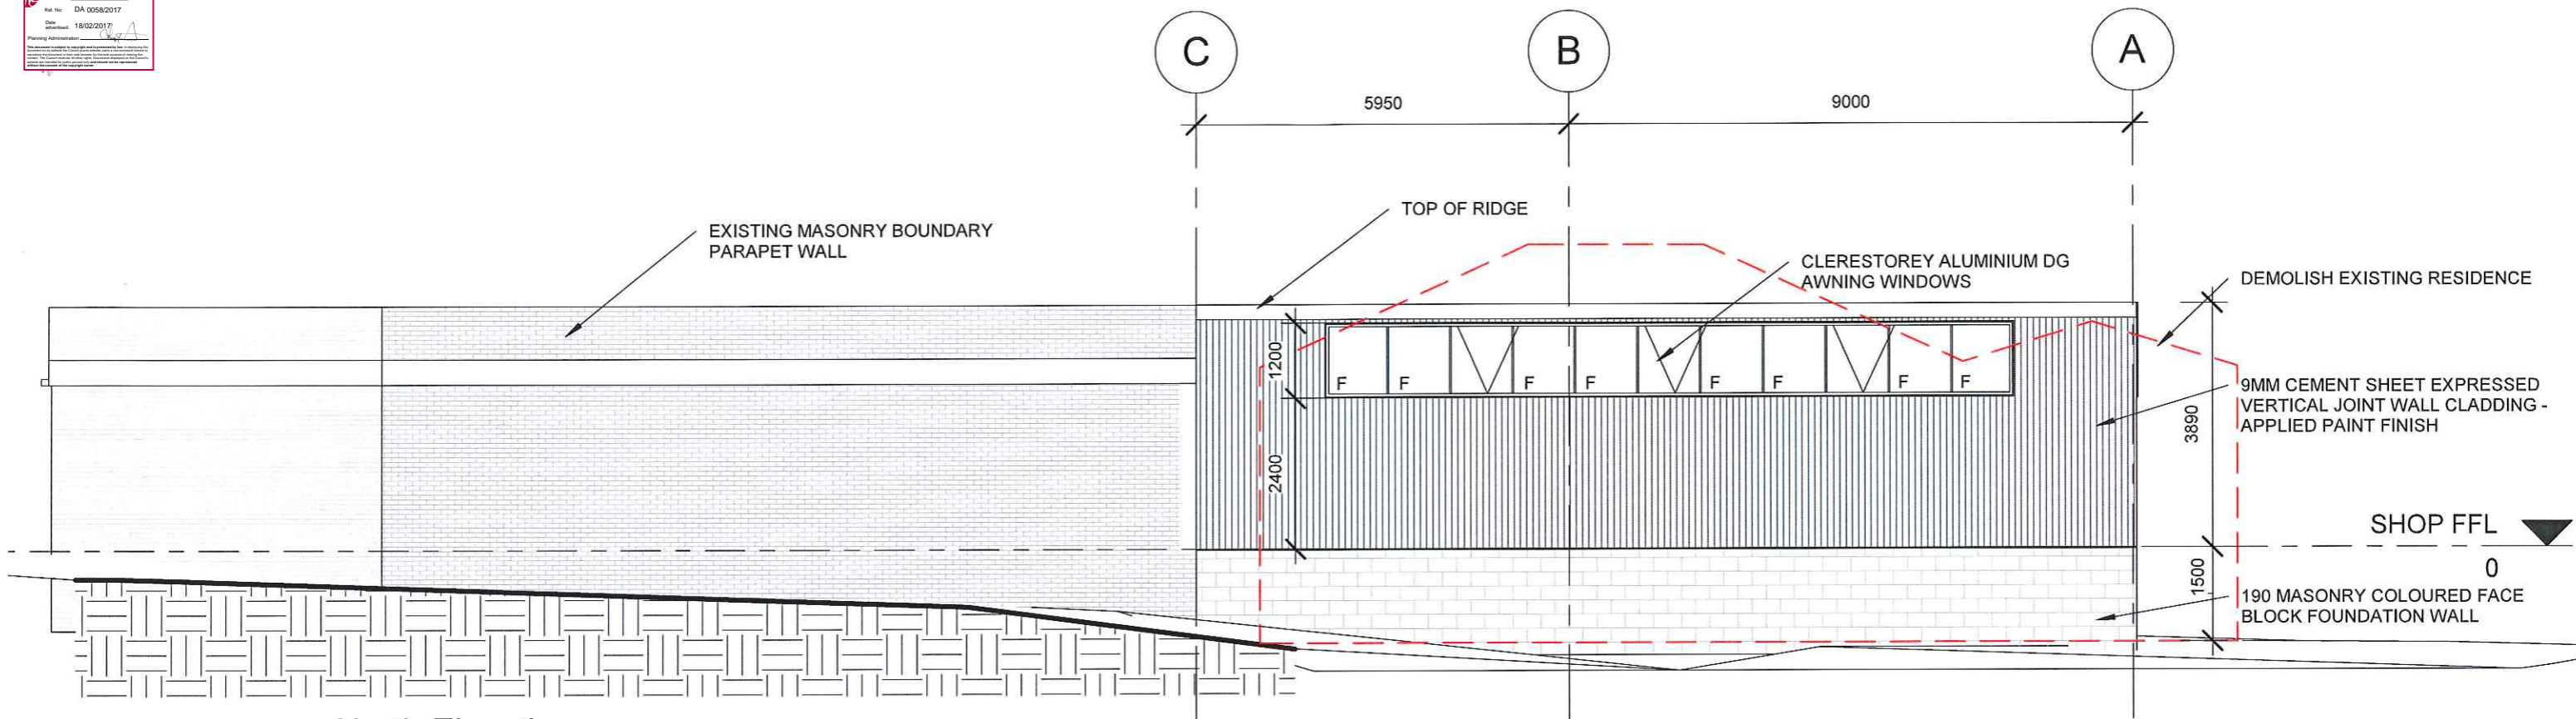 Ref. No: DA 0058/2017
Date advertised: 18/02/2017
Planning Administration
C
B
A
5950
9000
EXISTING MASONRY BOUNDARY
PARAPET WALL
TOP OF RIDGE
CLERESTOREY ALUMINIUM DG
AWNING WINDOWS
DEMOLISH EXISTING RESIDENCE
1200
F
F
F
F
F
F
F
F
9MM CEMENT SHEET EXPRESSED
VERTICAL JOINT WALL CLADDING -
APPLIED PAINT FINISH
3890
2400
SHOP FFL
0
1500
190 MASONRY COLOURED FACE
BLOCK FOUNDATION WALL